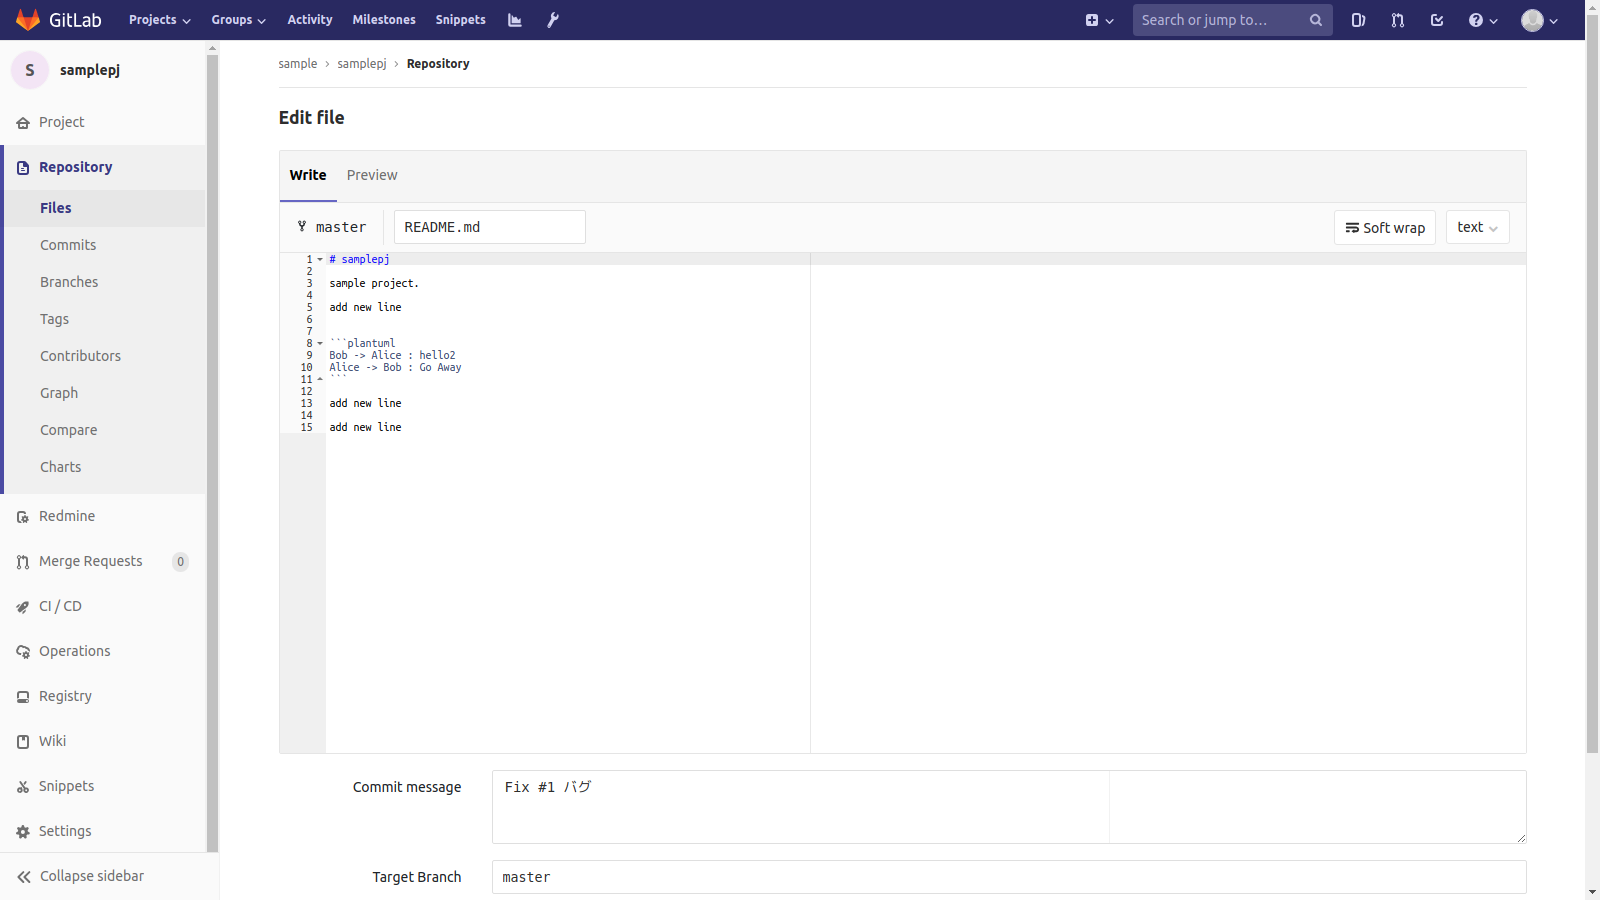 GitLab Projects Groups Activity Milestones Snippets Search or jump to...
S samplepj
Project
Repository
Files
Commits
Branches
Tags
Contributors
Graph
Compare
Charts
Redmine
Merge Requests 0
CI / CD
Operations
Registry
Wiki
Snippets
Settings
Collapse sidebar
sample › samplepj › Repository
Edit file
Write Preview
master README.md Soft wrap text
1 # samplepj
2
3 sample project.
4
5 add new line
6
7
8 ```plantuml
9 Bob -> Alice : hello2
10 Alice -> Bob : Go Away
11 ```
12
13 add new line
14
15 add new line
Commit message Fix #1 バグ
Target Branch master